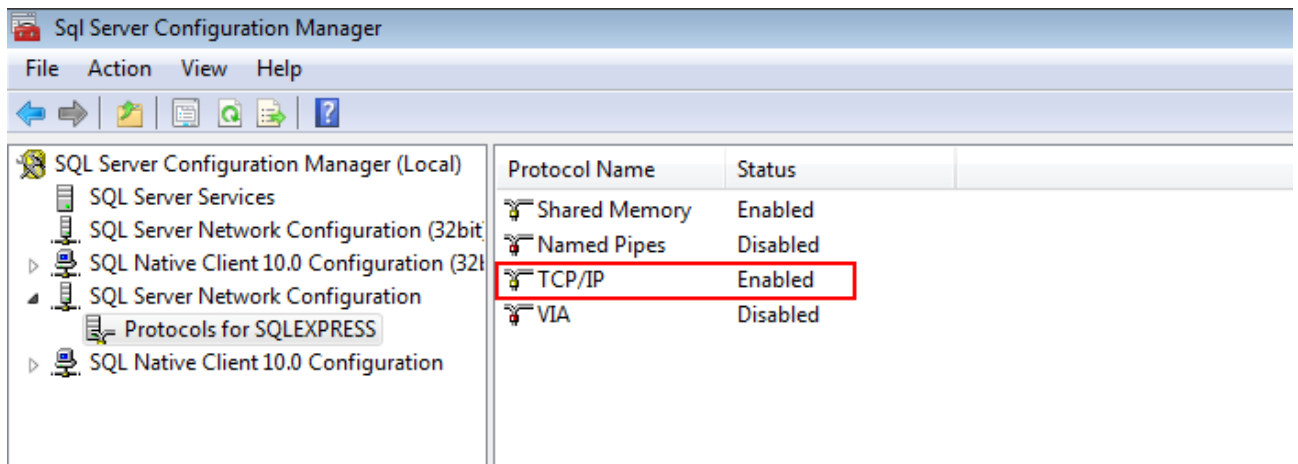 Sql Server Configuration Manager
File Action View Help
SQL Server Configuration Manager (Local)
SQL Server Services
SQL Server Network Configuration (32bit
SQL Native Client 10.0 Configuration (32b
SQL Server Network Configuration
Protocols for SQLEXPRESS
SQL Native Client 10.0 Configuration
Protocol Name Status
Shared Memory Enabled
Named Pipes Disabled
TCP/IP Enabled
VIA Disabled